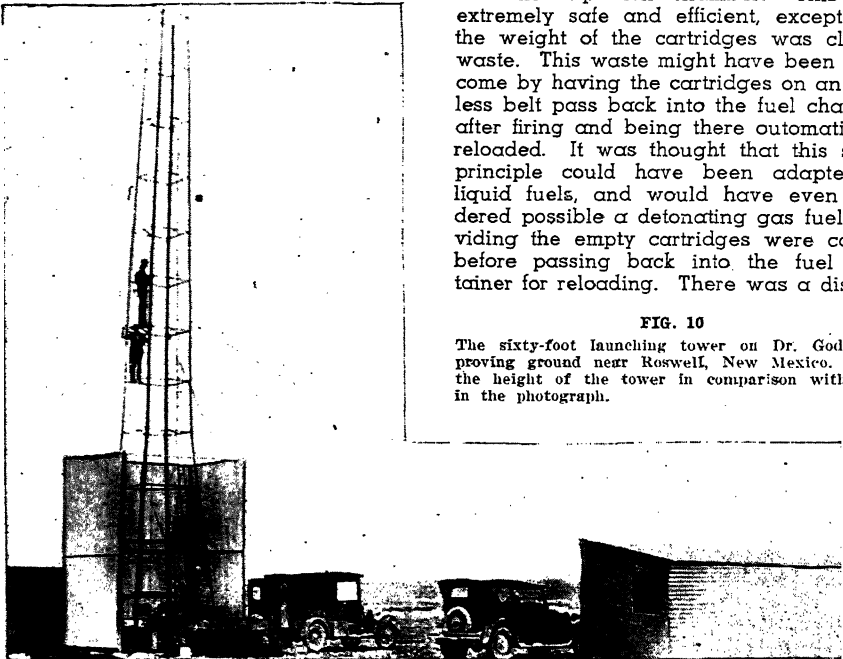 extremely safe and efficient, except
the weight of the cartridges was cl
waste. This waste might have been
come by having the cartridges on an
less belt pass back into the fuel cha
after firing and being there outomati
reloaded. It was thought that this s
principle could have been adapte
liquid fuels, and would have even
dered possible a detonating gas fuel
viding the empty cartridges were co
before passing back into the fuel
tainer for reloading. There was a dis
FIG. 10
The sixty-foot launching tower on Dr. God
proving ground near Roswell, New Mexico.
the height of the tower in comparison with
in the photograph.